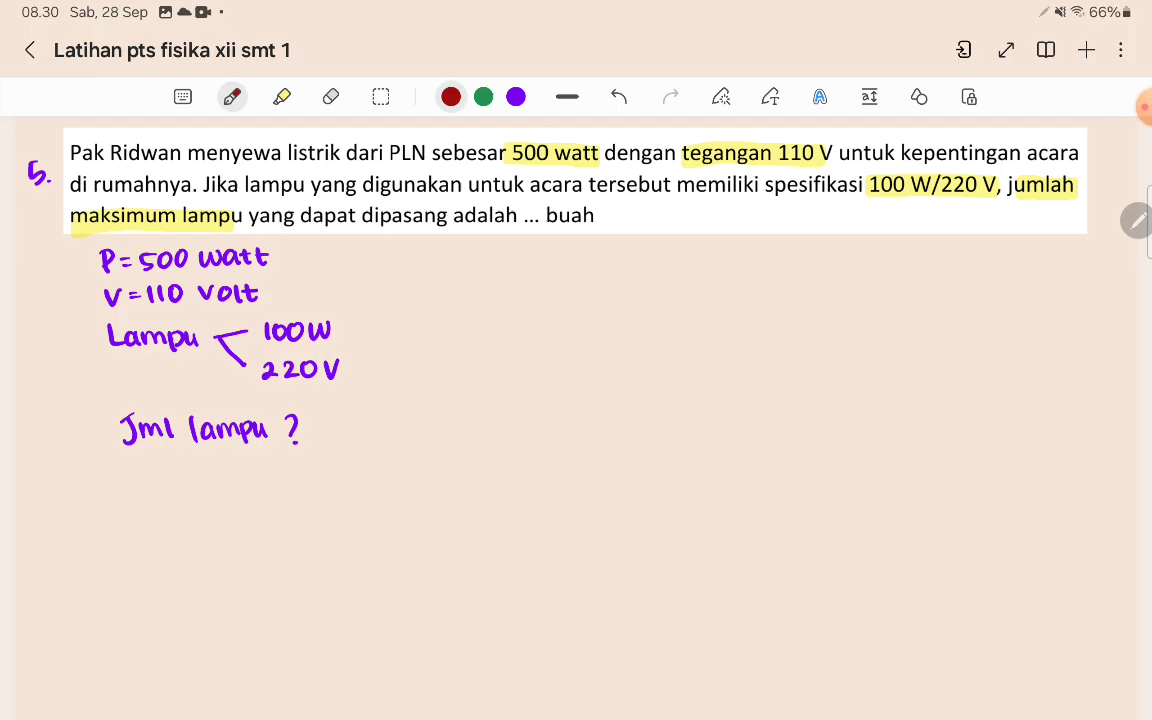 08.30 Sab, 28 Sep 66%
Latihan pts fisika xii smt 1
5. Pak Ridwan menyewa listrik dari PLN sebesar 500 watt dengan tegangan 110 V untuk kepentingan acara
di rumahnya. Jika lampu yang digunakan untuk acara tersebut memiliki spesifikasi 100 W/220 V, jumlah
maksimum lampu yang dapat dipasang adalah ... buah
P = 500 watt
V = 110 Volt
Lampu 100W
220 V
Jml lampu ?